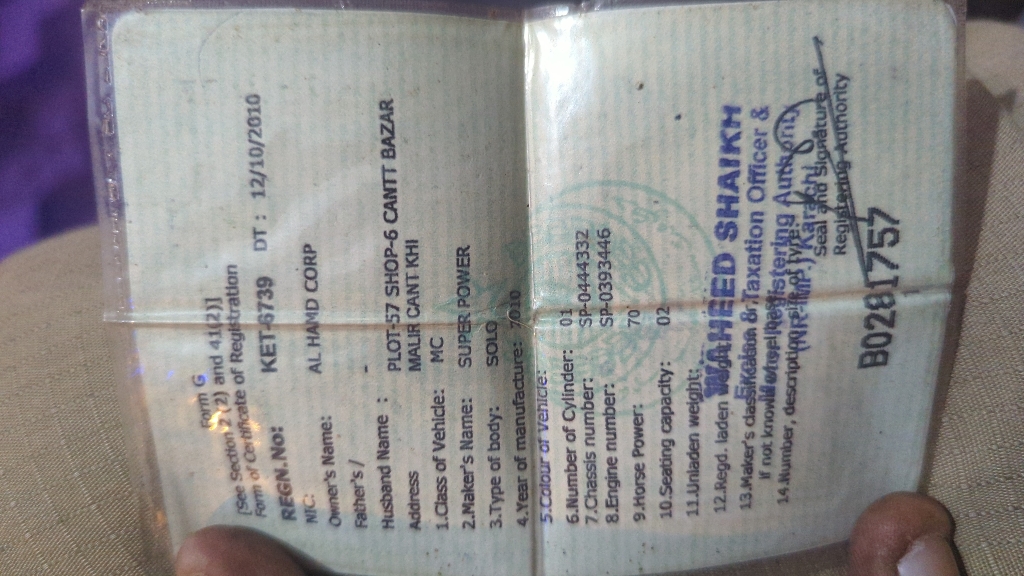 Form G
[See Section 2 (2) and 41(2)]
Form of Certificate of Registration
REGN.No: KET-6739 DT : 12/10/2010
NIC:
Owner's Name: AL HAMD CORP
Father's /
Husband Name : -
Address PLOT-57 SHOP-6 CANTT BAZAR
MALIR CANT KHI
1.Class of Vehicle: MC
2.Maker's Name: SUPER POWER
3.Type of body: SOLO
4.Year of manufacture: 2010
5.Colour of Vehicle:
6.Number of Cylinder: 01
7.Chassis number: SP-0444332
8.Engine number: SP-0393446
9.Horse Power: 70
10.Seating capacity: 02
11.Unladen weight:
12.Regd. laden
WAHEED SHAIKH
13.Maker's
Taxation Officer &
if not known
Registering Authority
14.Number, description
Karachi
Seal and Signature of
Registering Authority
B0281757